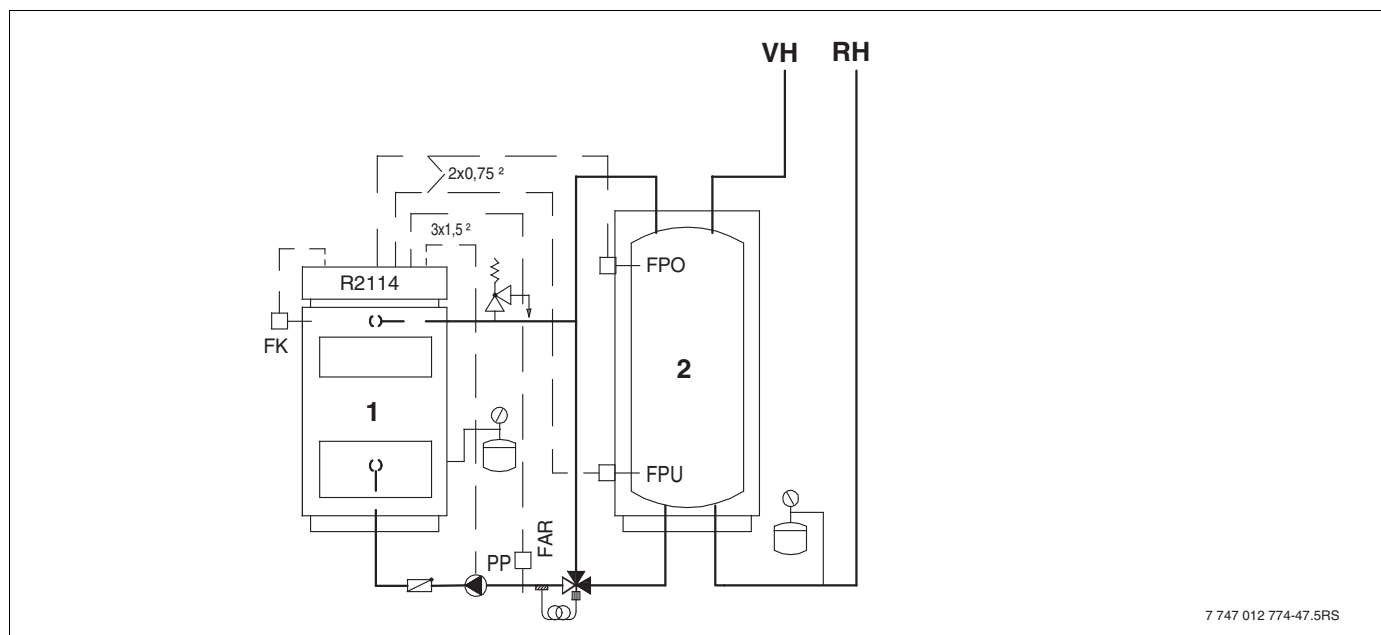 VH RH
2x0,75 ²
3x1,5 ²
R2114
FPO
FK
2
1
FPU
PP
FAR
7 747 012 774-47.5RS